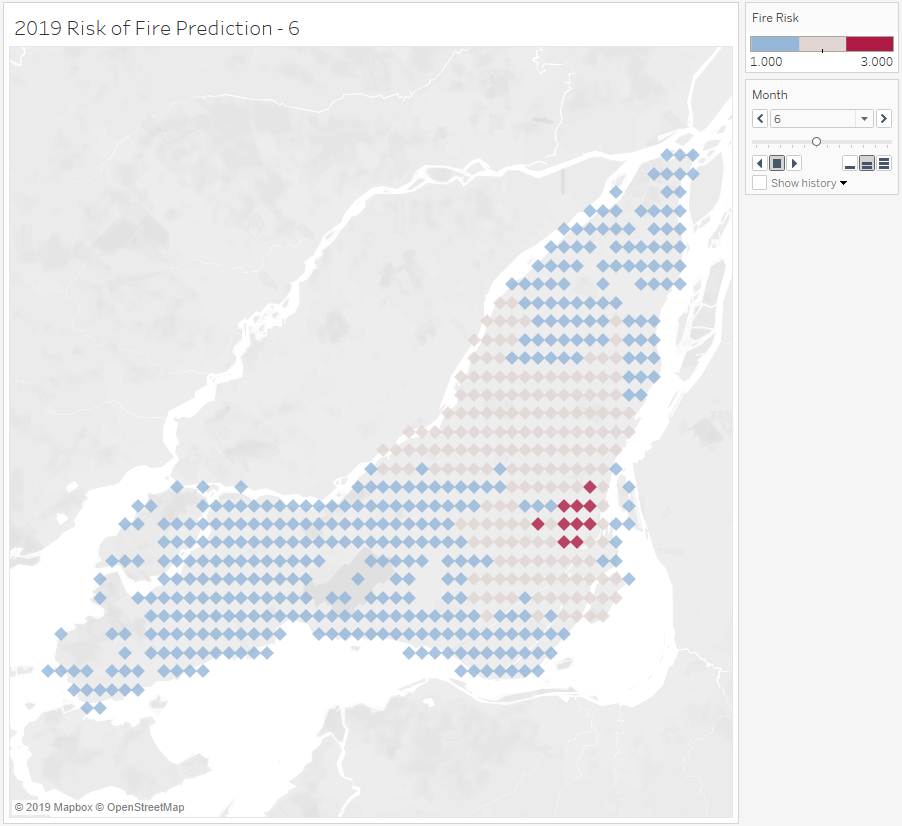 2019 Risk of Fire Prediction - 6
Fire Risk
1.000 3.000
Month
6
Show history
© 2019 Mapbox © OpenStreetMap